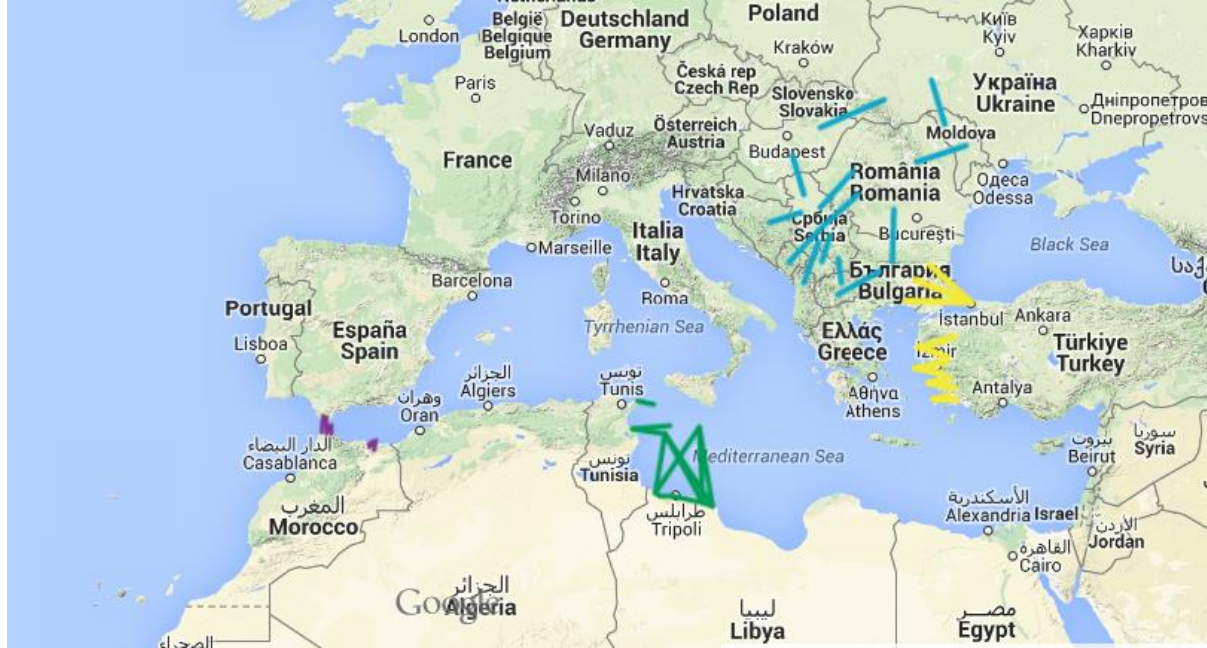 België
Belgique
Belgium
Deutschland
Germany
Poland
London
Київ
Kyiv
Харків
Kharkiv
Kraków
Paris
Česká rep
Czech Rep
Slovensko
Slovakia
Україна
Ukraine
Дніпропетров
Dnepropetrovs
Vaduz
Österreich
Austria
Budapest
Moldova
France
Milano
Torino
Hrvatska
Croatia
România
Romania
Одеса
Odessa
Србија
Serbia
București
Marseille
Italia
Italy
Black Sea
Barcelona
Roma
България
Bulgaria
Portugal
España
Spain
Lisboa
Tyrrhenian Sea
İstanbul
Ankara
Ελλάς
Greece
İzmir
Türkiye
Turkey
Αθήνα
Athens
Antalya
تونس
Tunis
الجزائر
Algiers
وهران
Oran
الدار البيضاء
Casablanca
تونس
Tunisia
Mediterranean Sea
بيروت
Beirut
سوريا
Syria
المغرب
Morocco
طرابلس
Tripoli
الأسكندرية
Alexandria
Israel
الأردن
Jordan
القاهرة
Cairo
الجزائر
Algeria
Google
ليبيا
Libya
مصر
Egypt